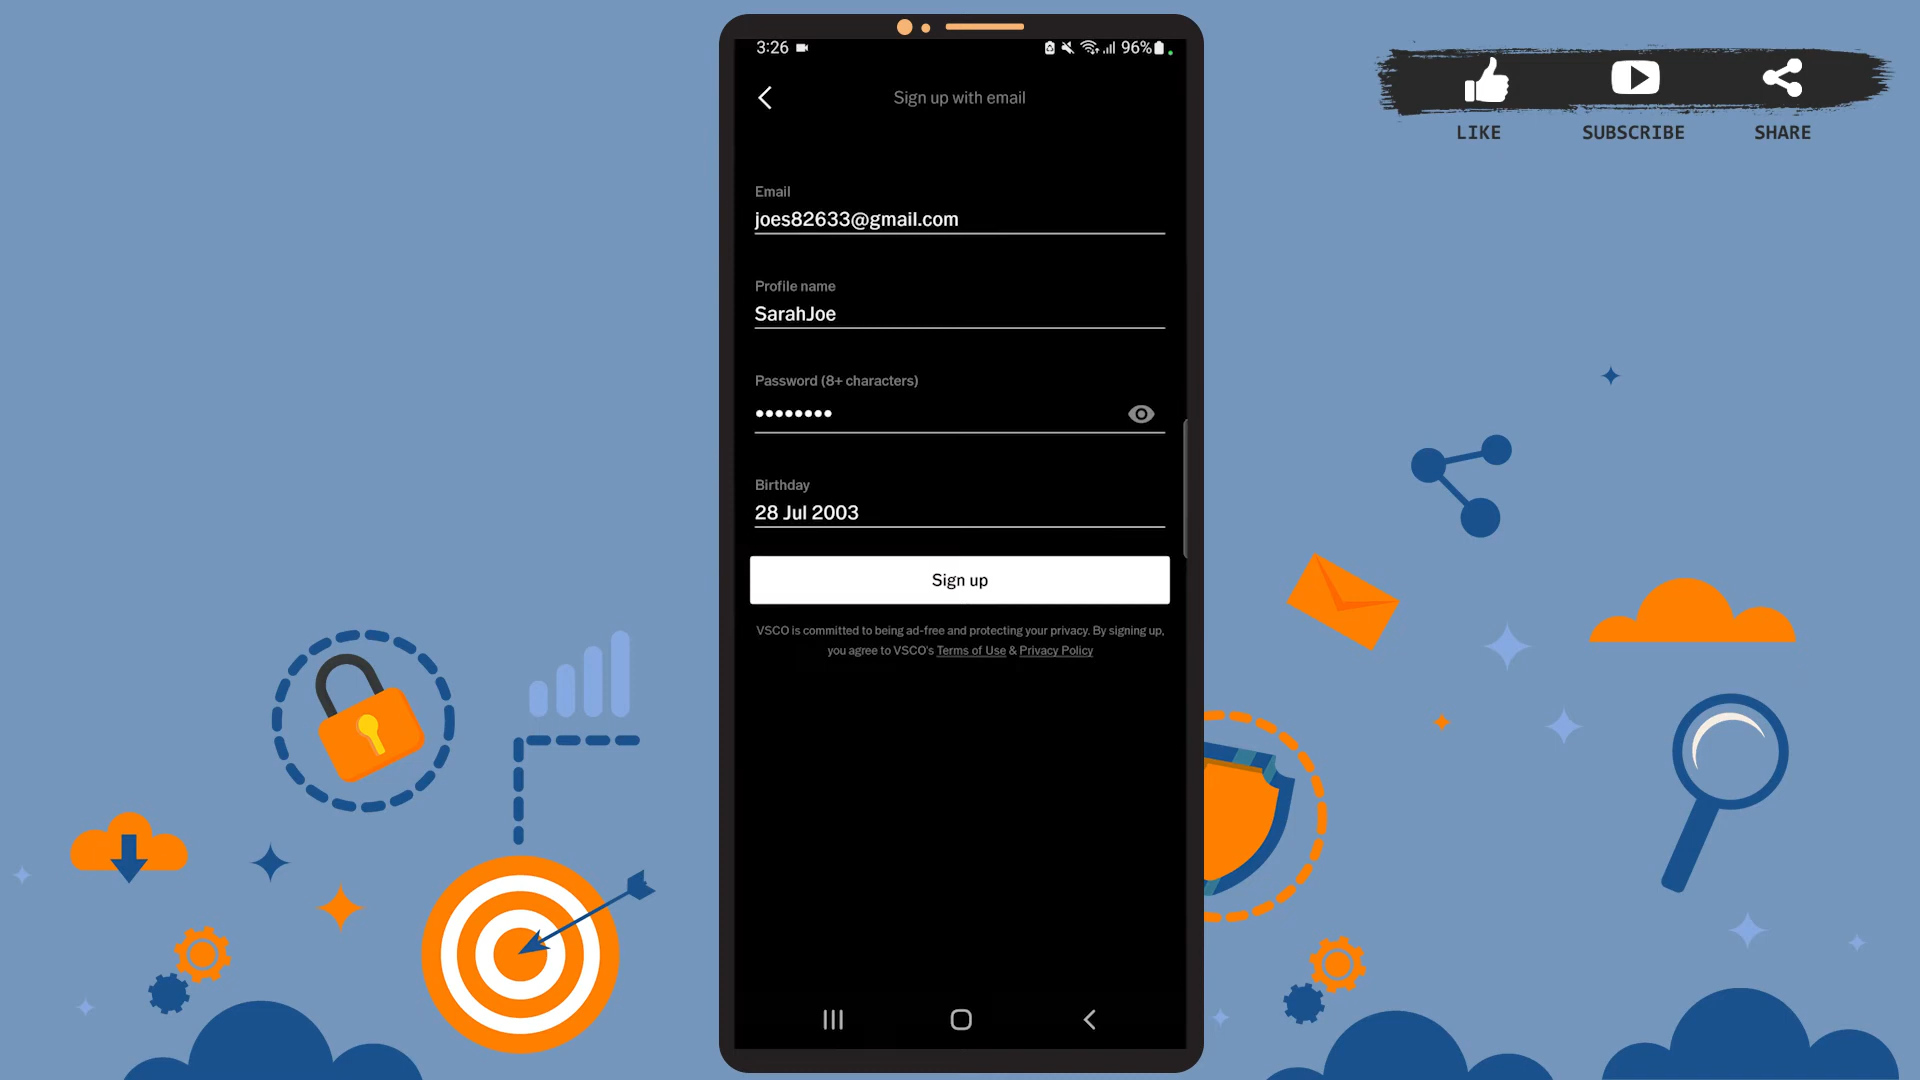 3:26
96%
Sign up with email
LIKE
SUBSCRIBE
SHARE
Email
joes82633@gmail.com
Profile name
SarahJoe
Password (8+ characters)
••••••••
Birthday
28 Jul 2003
Sign up
VSCO is committed to being ad-free and protecting your privacy. By signing up,
you agree to VSCO's Terms of Use & Privacy Policy